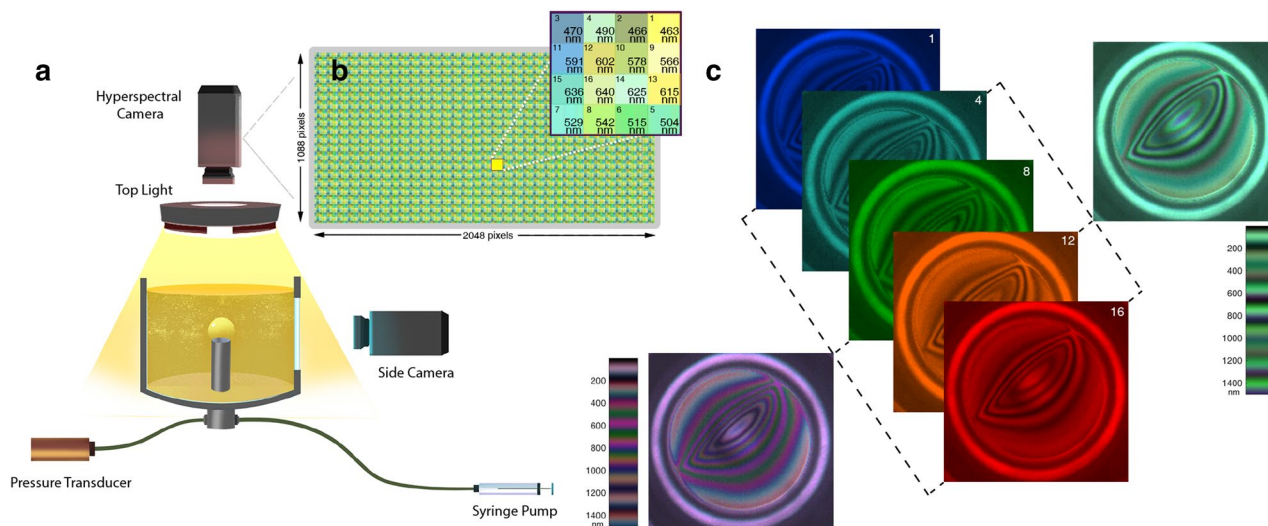 a
Hyperspectral
Camera
Top Light
Side Camera
Pressure Transducer
Syringe Pump
b
1088 pixels
2048 pixels
3 4 2 1
470 490 466 463
nm nm nm nm
11 12 10 9
591 602 578 566
nm nm nm nm
15 16 14 13
636 640 625 615
nm nm nm nm
7 8 6 5
529 542 515 504
nm nm nm nm
c
1
4
8
12
16
200
400
600
800
1000
1200
1400
nm
200
400
600
800
1000
1200
1400
nm